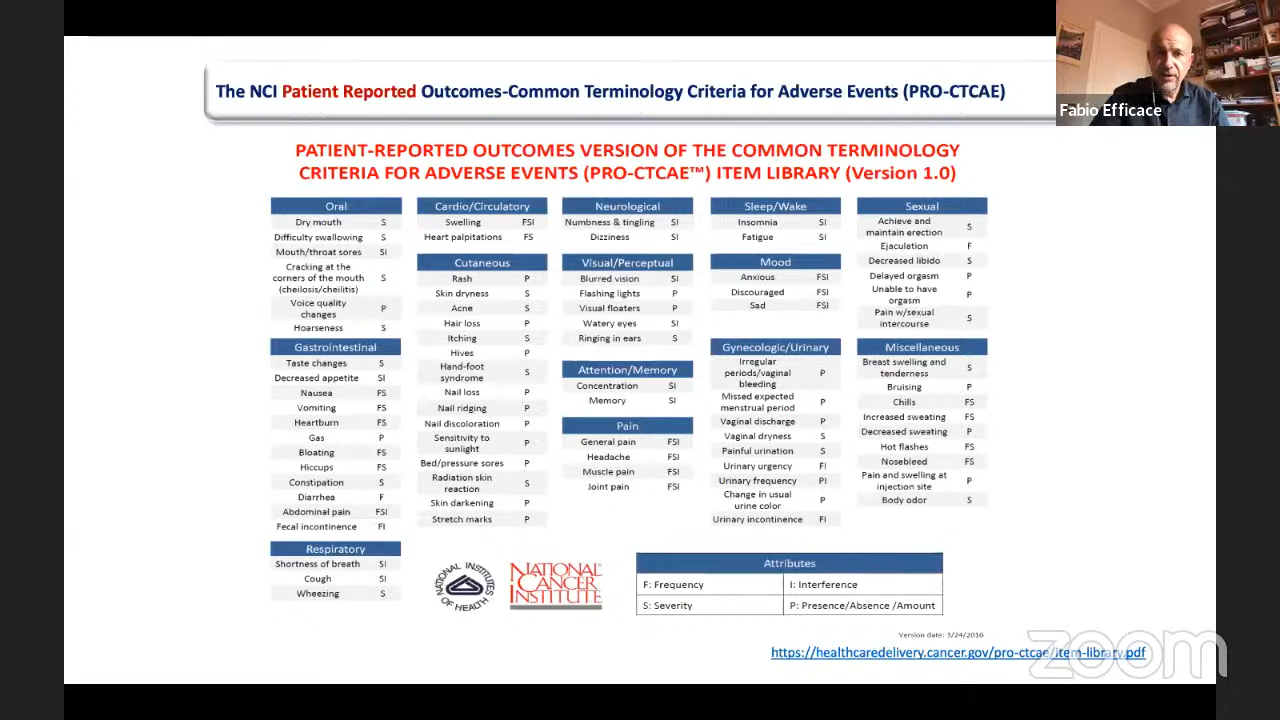 The NCI Patient Reported Outcomes-Common Terminology Criteria for Adverse Events (PRO-CTCAE)
Fabio Efficace
PATIENT-REPORTED OUTCOMES VERSION OF THE COMMON TERMINOLOGY
CRITERIA FOR ADVERSE EVENTS (PRO-CTCAE™) ITEM LIBRARY (Version 1.0)
Oral
Dry mouth S
Difficulty swallowing S
Mouth/throat sores SI
Cracking at the
corners of the mouth S
(cheilosis/cheilitis)
Voice quality
changes P
Hoarseness S
Gastrointestinal
Taste changes S
Decreased appetite SI
Nausea FS
Vomiting FS
Heartburn FS
Gas P
Bloating FS
Hiccups FS
Constipation S
Diarrhea F
Abdominal pain FSI
Fecal incontinence FI
Respiratory
Shortness of breath SI
Cough SI
Wheezing S
Cardio/Circulatory
Swelling FSI
Heart palpitations FS
Cutaneous
Rash P
Skin dryness S
Acne S
Hair loss P
Itching S
Hives P
Hand-foot
syndrome S
Nail loss P
Nail ridging P
Nail discoloration P
Sensitivity to
sunlight P
Bed/pressure sores P
Radiation skin
reaction S
Skin darkening P
Stretch marks P
Neurological
Numbness & tingling SI
Dizziness SI
Visual/Perceptual
Blurred vision SI
Flashing lights P
Visual floaters P
Watery eyes SI
Ringing in ears S
Attention/Memory
Concentration SI
Memory SI
Pain
General pain FSI
Headache FSI
Muscle pain FSI
Joint pain FSI
Sleep/Wake
Insomnia SI
Fatigue SI
Mood
Anxious FSI
Discouraged FSI
Sad FSI
Gynecologic/Urinary
Irregular
periods/vaginal P
bleeding
Missed expected
menstrual period P
Vaginal discharge P
Vaginal dryness S
Painful urination S
Urinary urgency FI
Urinary frequency PI
Change in usual
urine color P
Urinary incontinence FI
Sexual
Achieve and
maintain erection S
Ejaculation F
Decreased libido S
Delayed orgasm P
Unable to have
orgasm P
Pain w/sexual
intercourse S
Miscellaneous
Breast swelling and
tenderness S
Bruising P
Chills FS
Increased sweating FS
Decreased sweating P
Hot flashes FS
Nosebleed FS
Pain and swelling at
injection site P
Body odor S
NATIONAL INSTITUTES
OF HEALTH
NATIONAL
CANCER
INSTITUTE
Attributes
F: Frequency I: Interference
S: Severity P: Presence/Absence /Amount
Version date: 3/24/2016
https://healthcaredelivery.cancer.gov/pro-ctcae/item-library.pdf
zoom